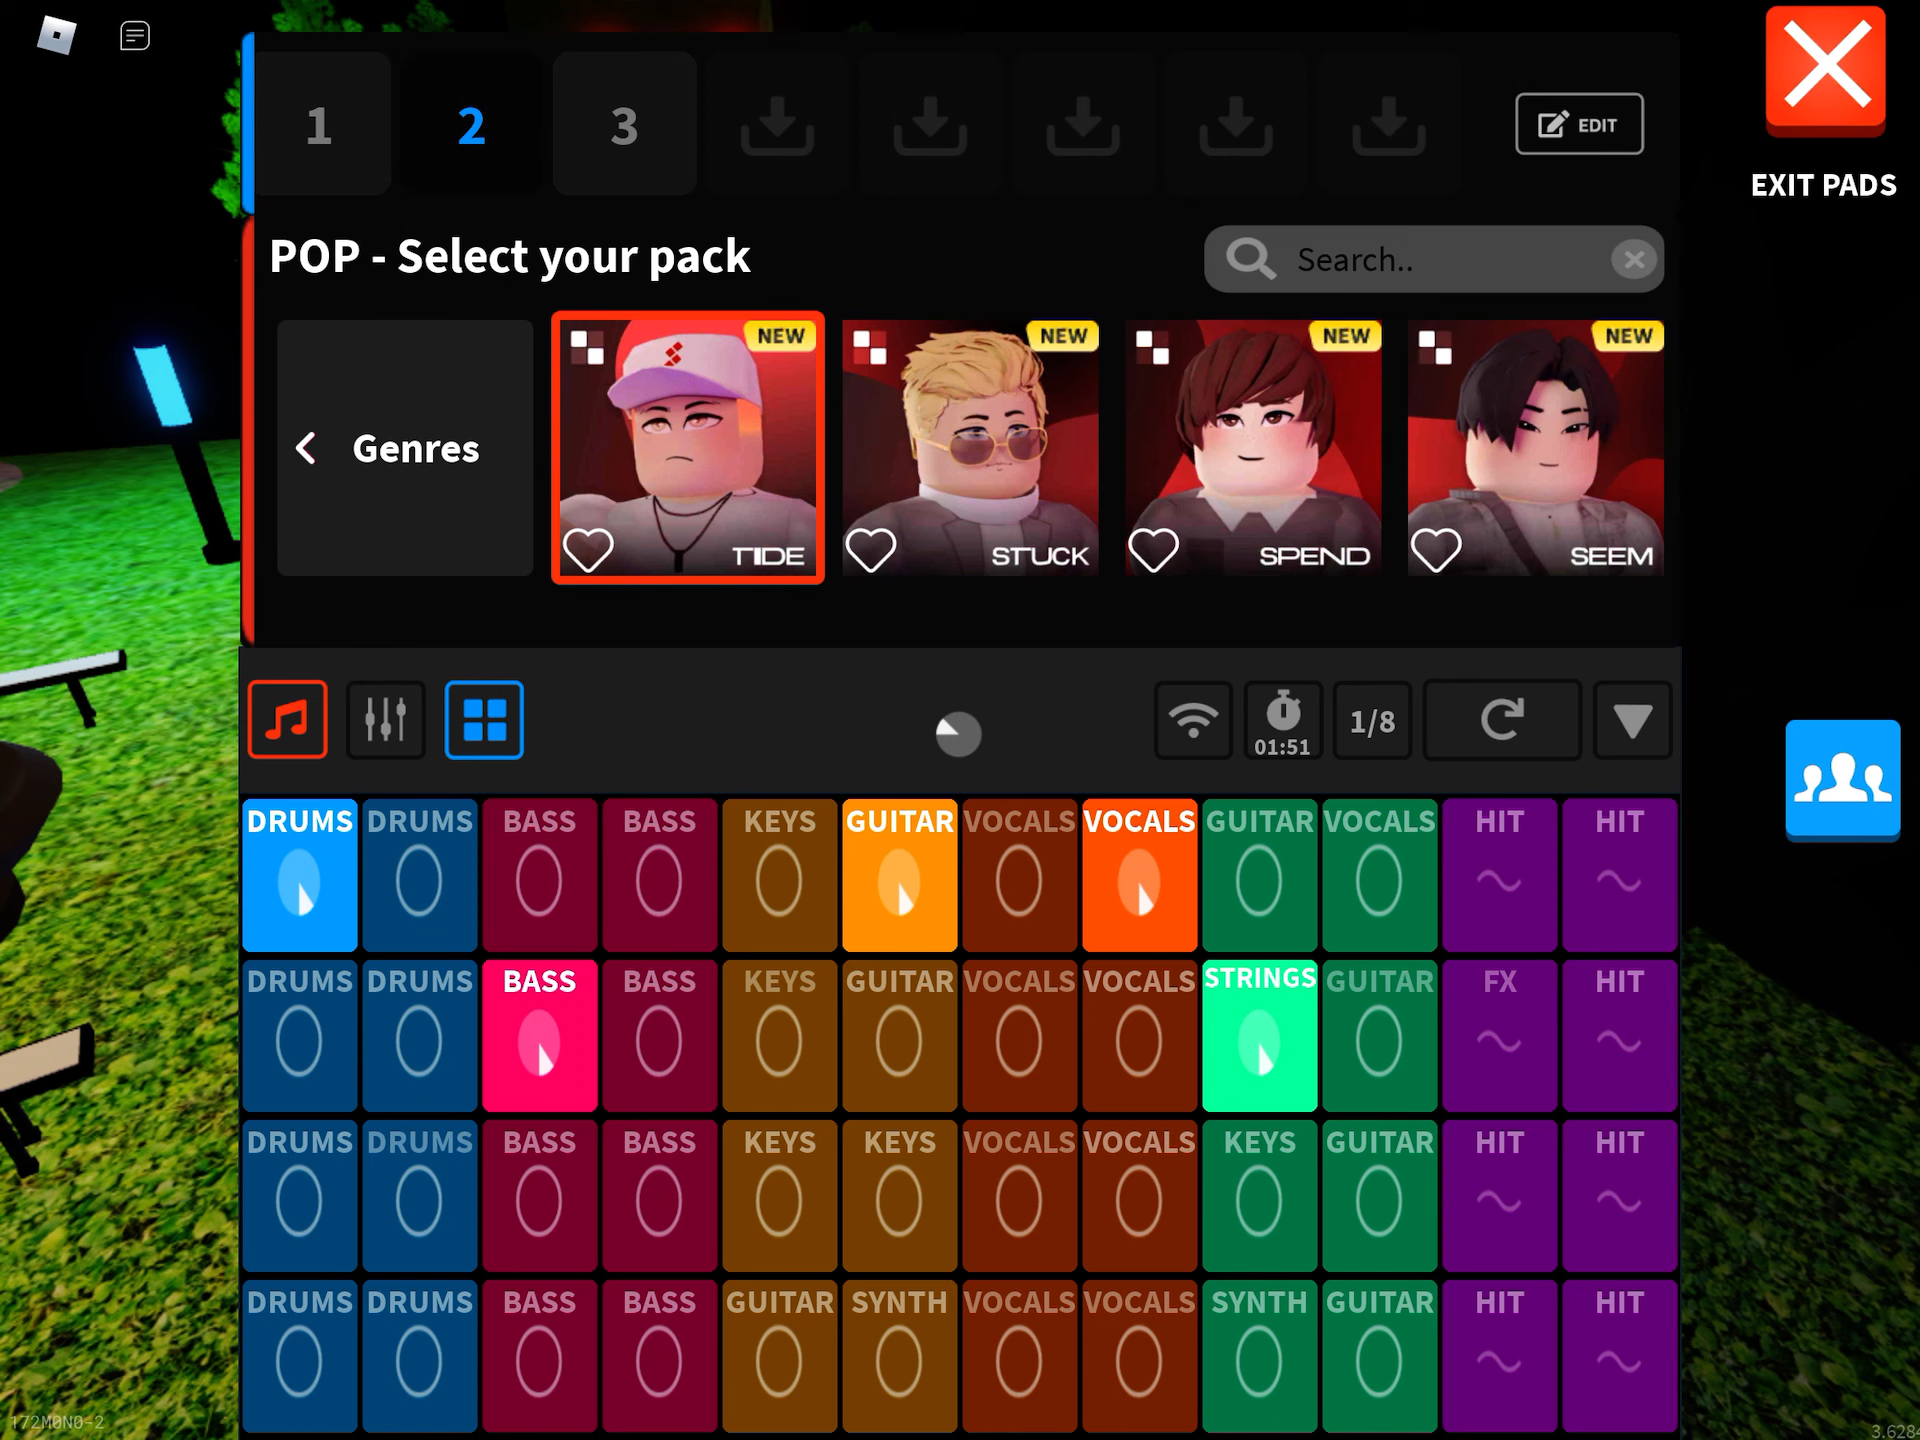 1 2 3 EDIT
EXIT PADS
POP - Select your pack Search..
Genres NEW NEW NEW NEW
TIDE STUCK SPEND SEEM
01:51 1/8
DRUMS DRUMS BASS BASS KEYS GUITAR VOCALS VOCALS GUITAR VOCALS HIT HIT
DRUMS DRUMS BASS BASS KEYS GUITAR VOCALS VOCALS STRINGS GUITAR FX HIT
DRUMS DRUMS BASS BASS KEYS KEYS VOCALS VOCALS KEYS GUITAR HIT HIT
DRUMS DRUMS BASS BASS GUITAR SYNTH VOCALS VOCALS SYNTH GUITAR HIT HIT
172M0N0-2